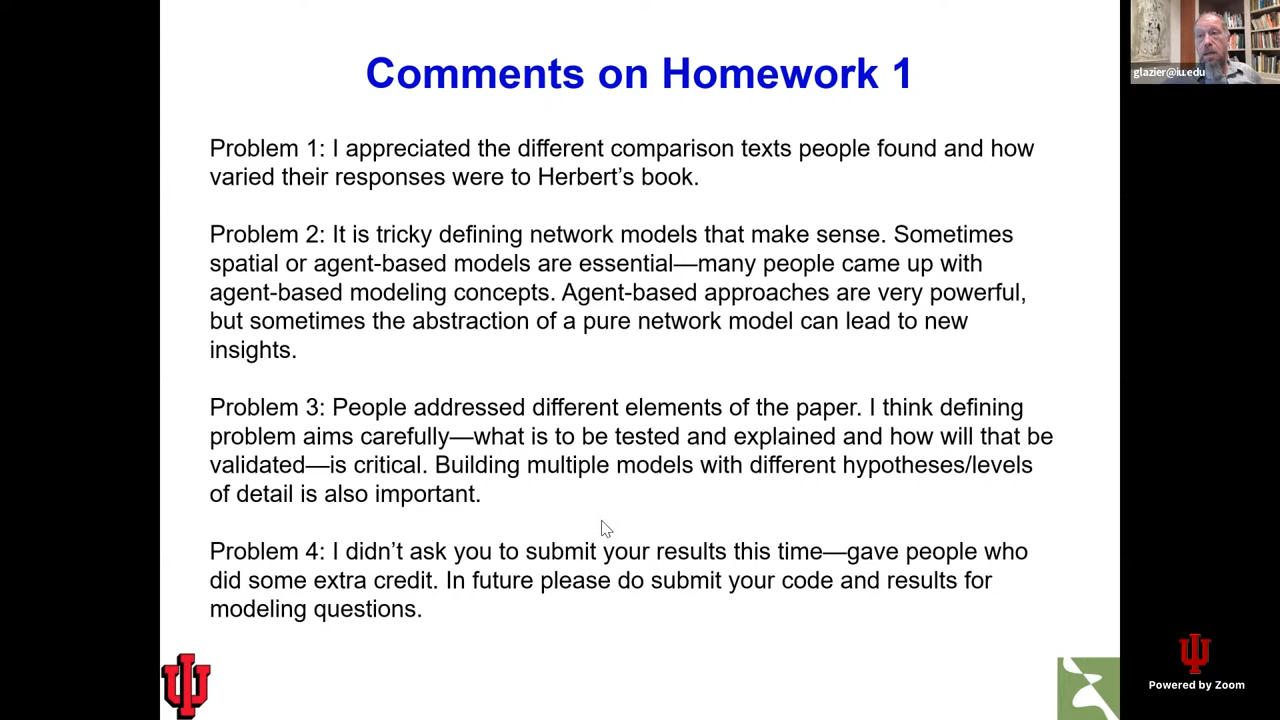 Comments on Homework 1
glazier@iu.edu
Problem 1: I appreciated the different comparison texts people found and how
varied their responses were to Herbert’s book.
Problem 2: It is tricky defining network models that make sense. Sometimes
spatial or agent-based models are essential—many people came up with
agent-based modeling concepts. Agent-based approaches are very powerful,
but sometimes the abstraction of a pure network model can lead to new
insights.
Problem 3: People addressed different elements of the paper. I think defining
problem aims carefully—what is to be tested and explained and how will that be
validated—is critical. Building multiple models with different hypotheses/levels
of detail is also important.
Problem 4: I didn’t ask you to submit your results this time—gave people who
did some extra credit. In future please do submit your code and results for
modeling questions.
Powered by Zoom